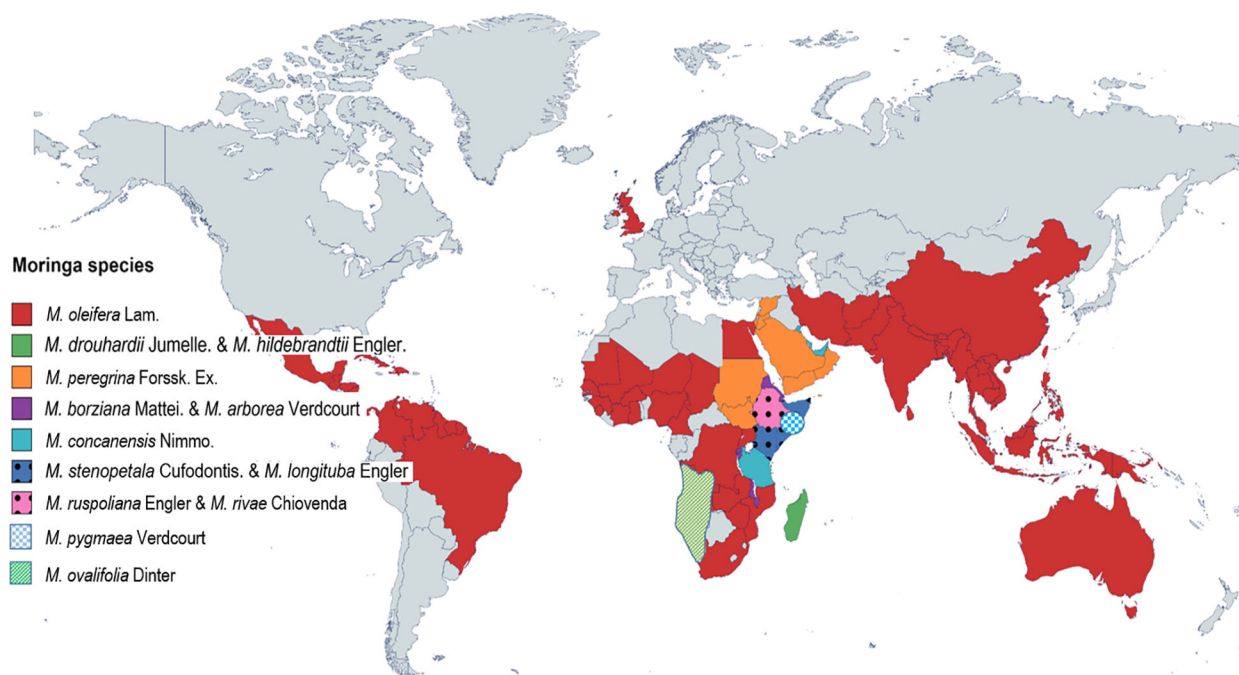 Moringa species
M. oleifera Lam.
M. drouhardii Jumelle. & M. hildebrandtii Engler.
M. peregrina Forssk. Ex.
M. borziana Mattei. & M. arborea Verdcourt
M. concanensis Nimmo.
M. stenopetala Cufodontis. & M. longituba Engler
M. ruspoliana Engler & M. rivae Chiovenda
M. pygmaea Verdcourt
M. ovalifolia Dinter